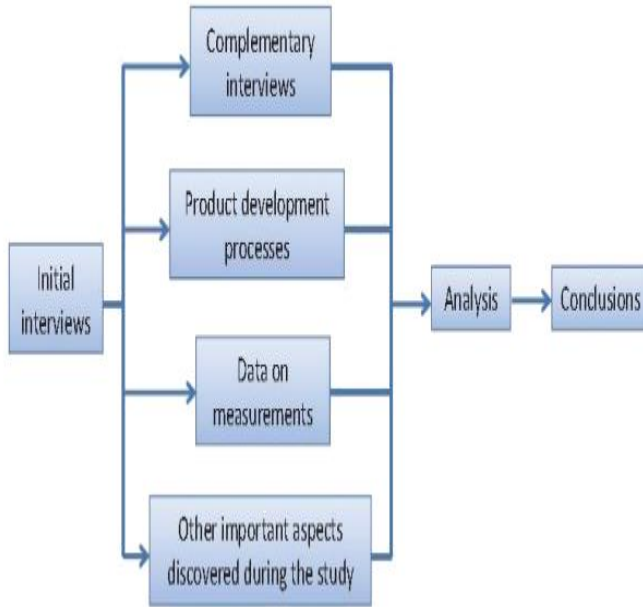 Complementary
interviews
Product development
processes
Initial
interviews
Analysis
Conclusions
Data on
measurements
Other important aspects
discovered during the study